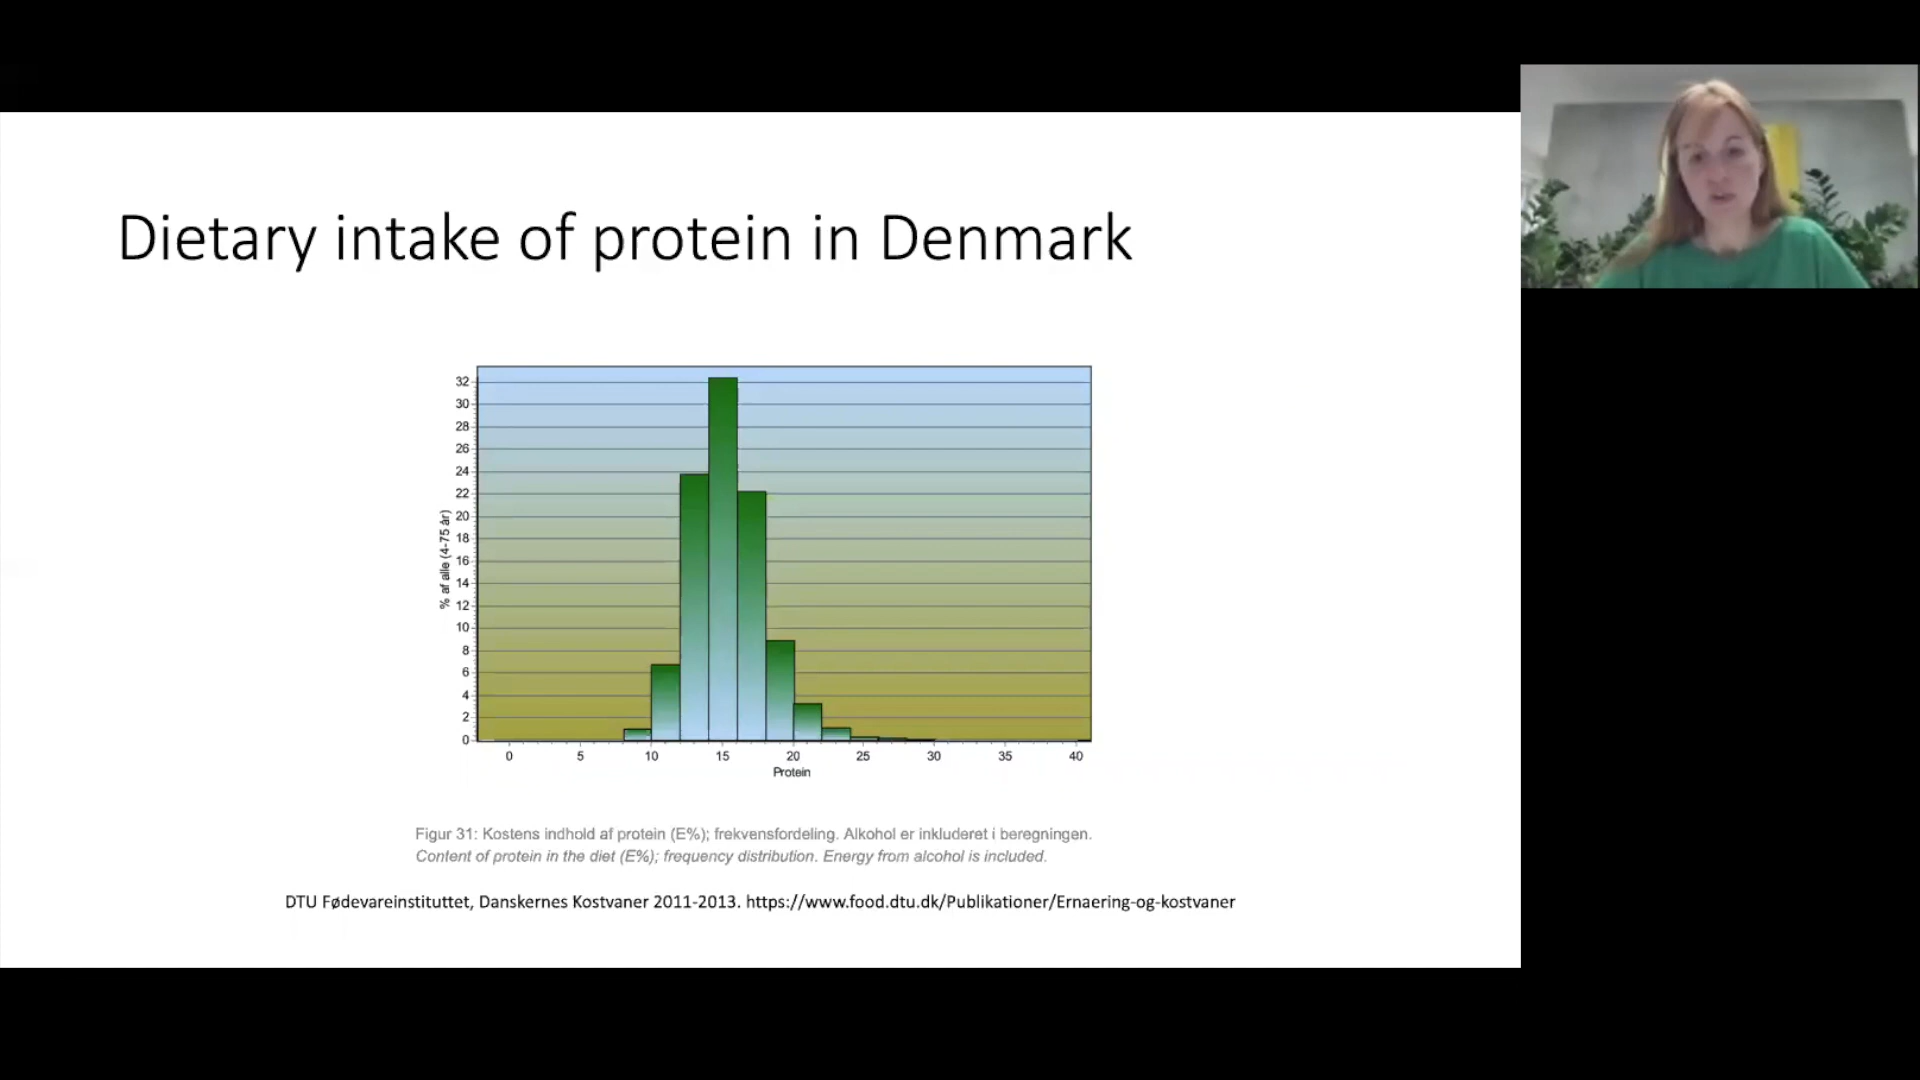 Dietary intake of protein in Denmark
32
30
28
26
24
22
20
18
16
14
12
10
8
6
4
2
0
% af alle (4-75 år)
0 5 10 15 20 25 30 35 40
Protein
Figur 31: Kostens indhold af protein (E%); frekvensfordeling. Alkohol er inkluderet i beregningen.
Content of protein in the diet (E%); frequency distribution. Energy from alcohol is included.
DTU Fødevareinstituttet, Danskernes Kostvaner 2011-2013. https://www.food.dtu.dk/Publikationer/Ernaering-og-kostvaner